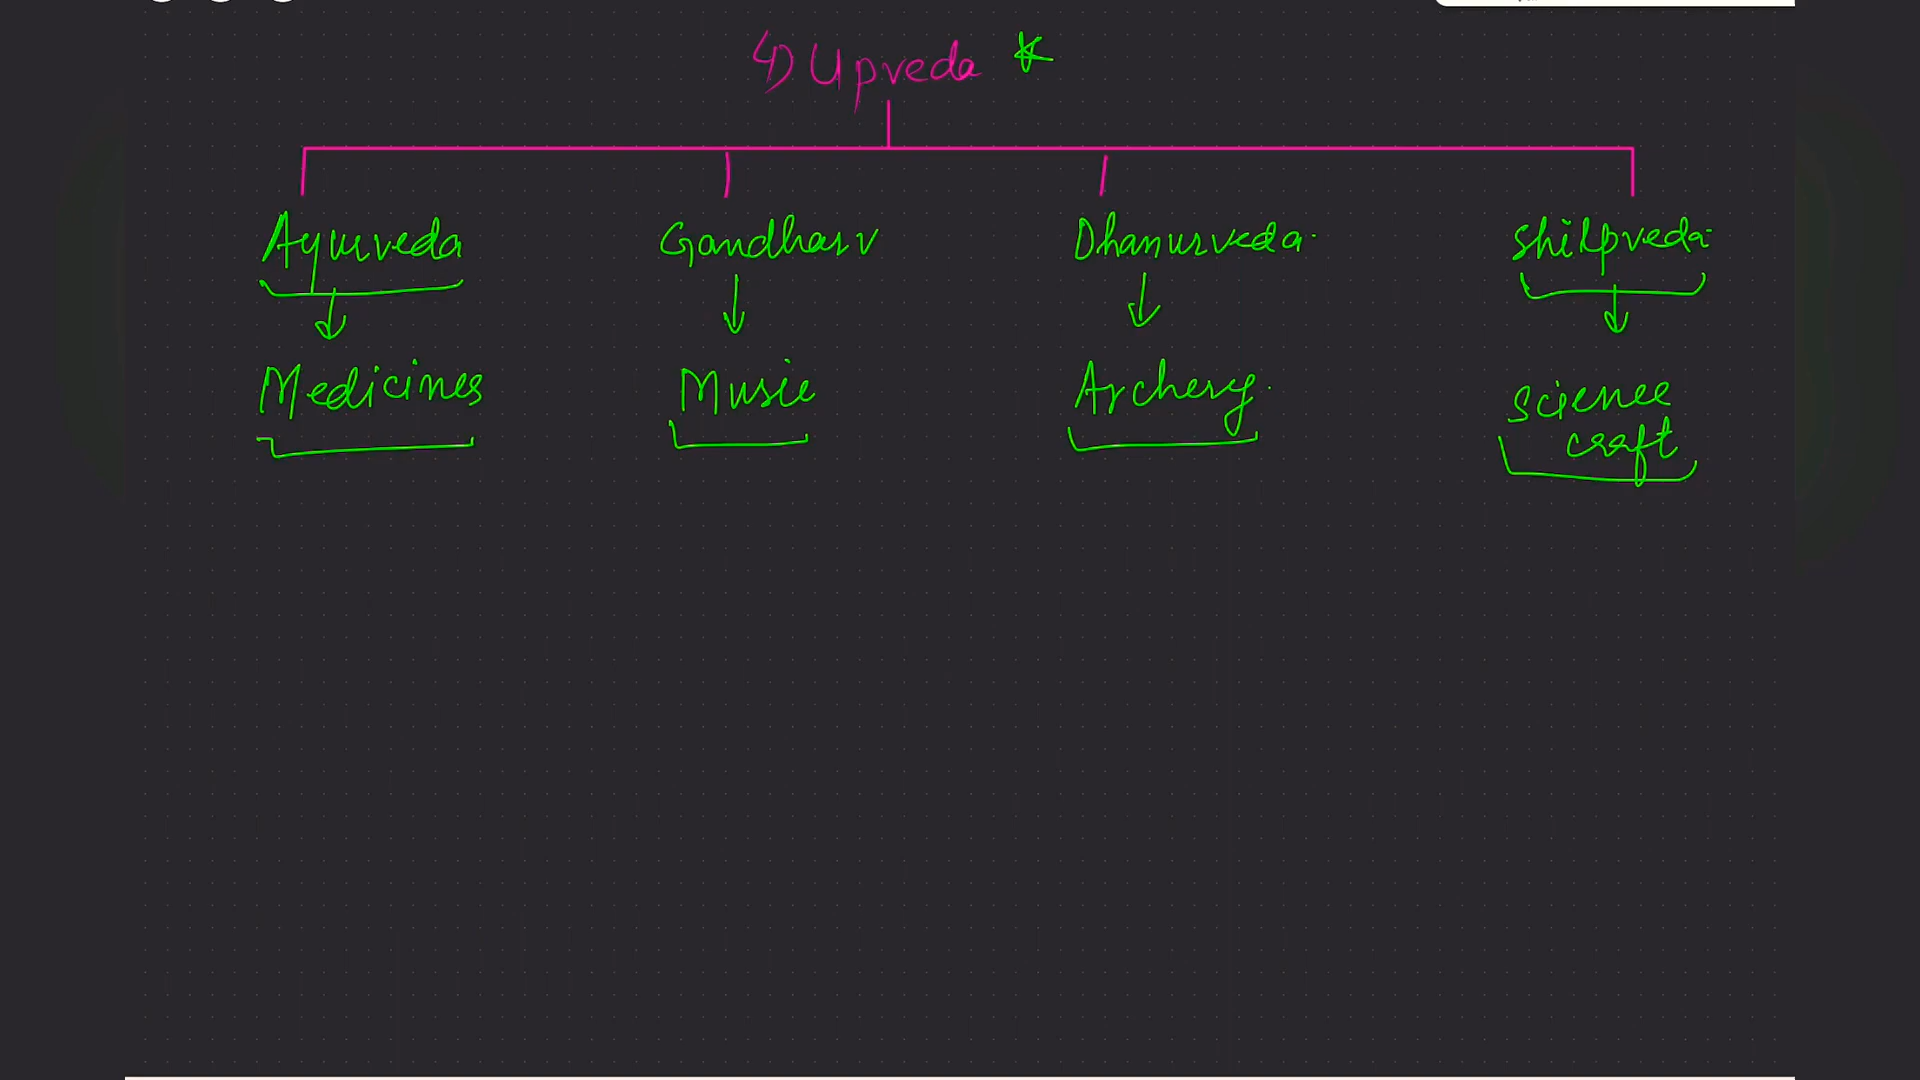 4) Upveda
Ayurveda Gandharv Dhanurveda. Shilpveda.
Medicines Music Archery. Science
craft